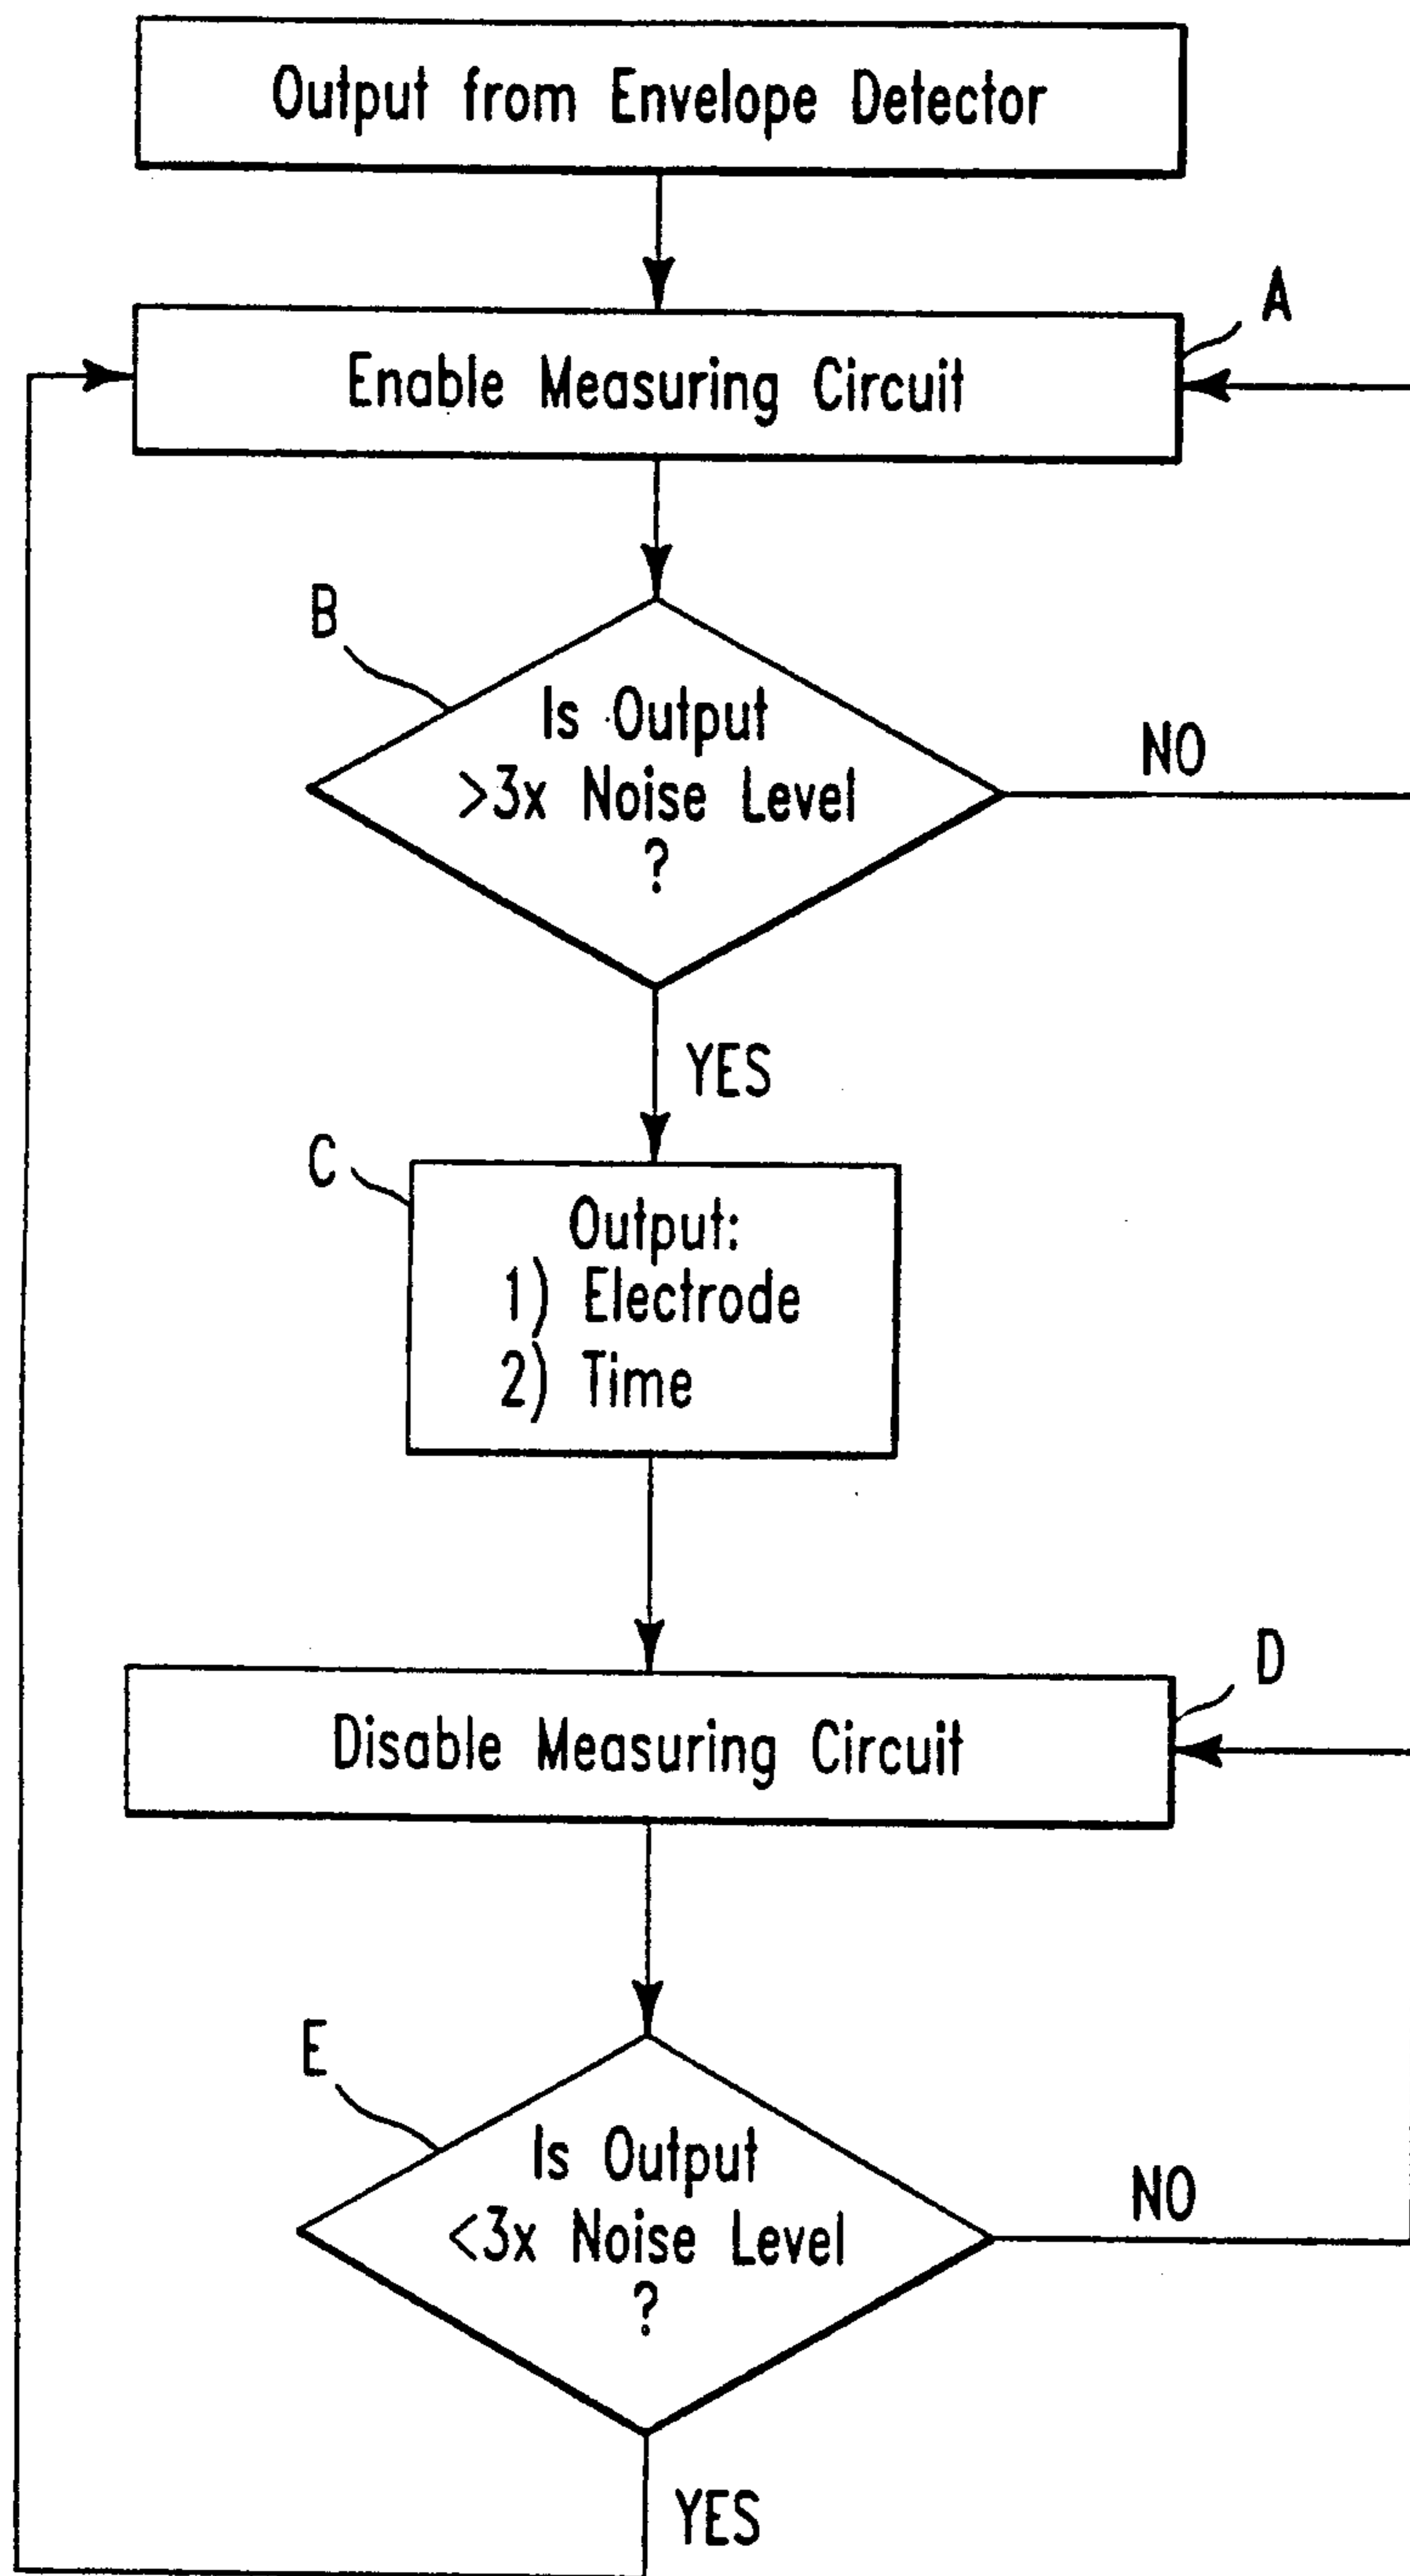 Output from Envelope Detector
A
Enable Measuring Circuit
B
Is Output
>3x Noise Level
?
NO
YES
C
Output:
1) Electrode
2) Time
D
Disable Measuring Circuit
E
Is Output
<3x Noise Level
?
NO
YES